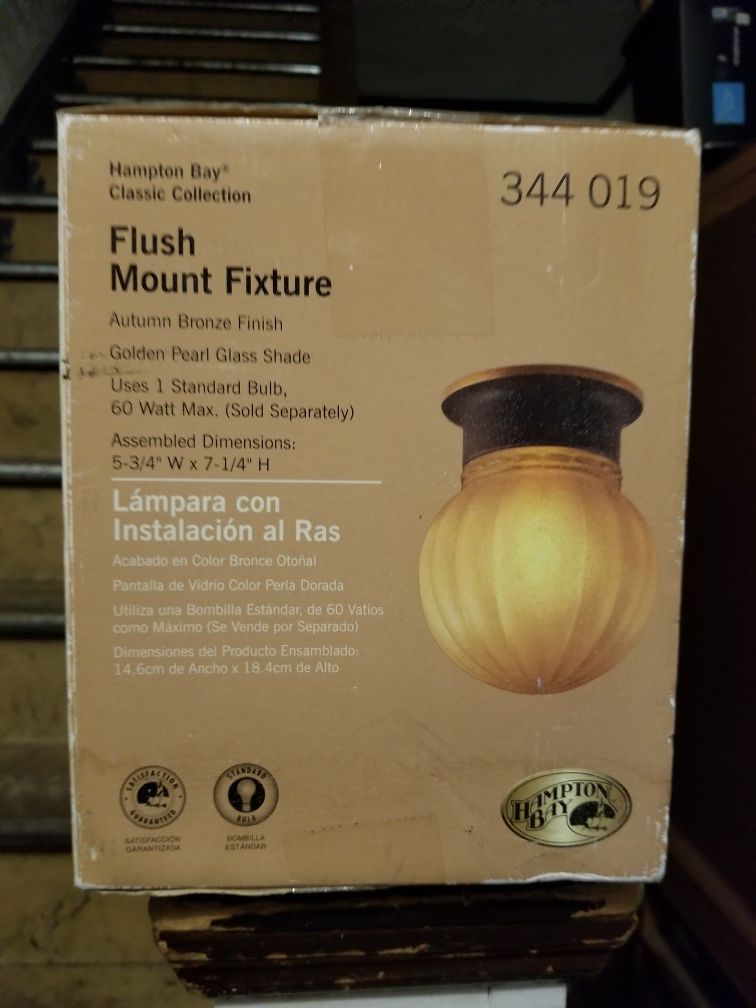 Hampton Bay®
Classic Collection
344 019
Flush
Mount Fixture
Autumn Bronze Finish
Golden Pearl Glass Shade
Uses 1 Standard Bulb,
60 Watt Max. (Sold Separately)
Assembled Dimensions:
5-3/4" W x 7-1/4" H
Lámpara con
Instalación al Ras
Acabado en Color Bronce Otoñal
Pantalla de Vidrio Color Perla Dorada
Utiliza una Bombilla Estándar, de 60 Vatios
como Máximo (Se Vende por Separado)
Dimensiones del Producto Ensamblado:
14.6cm de Ancho x 18.4cm de Alto
SATISFACTION
GUARANTEED
SATISFACCIÓN
GARANTIZADA
STANDARD
BULB
BOMBILLA
ESTÁNDAR
HAMPTON
BAY